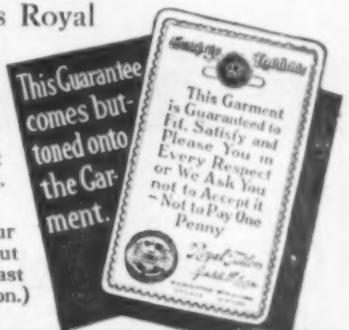 s Royal
This Guarantee
comes but-
toned onto
the Gar-
ment.
This Garment
is Guaranteed to
Fit, Satisfy and
Please You in
Every Respect
or We Ask You
not to Accept it
- Not to Pay One
Penny
ur
ut
ast
on.)